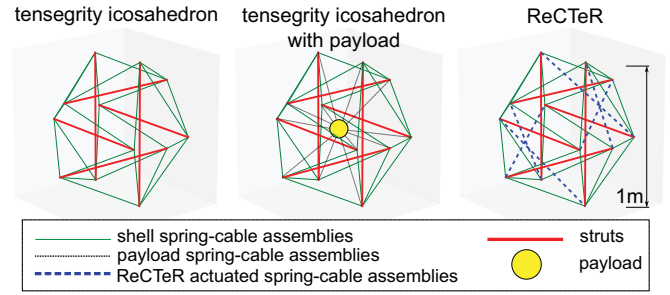 tensegrity icosahedron
tensegrity icosahedron
with payload
ReCTeR
1m
shell spring-cable assemblies
payload spring-cable assemblies
ReCTeR actuated spring-cable assemblies
struts
payload